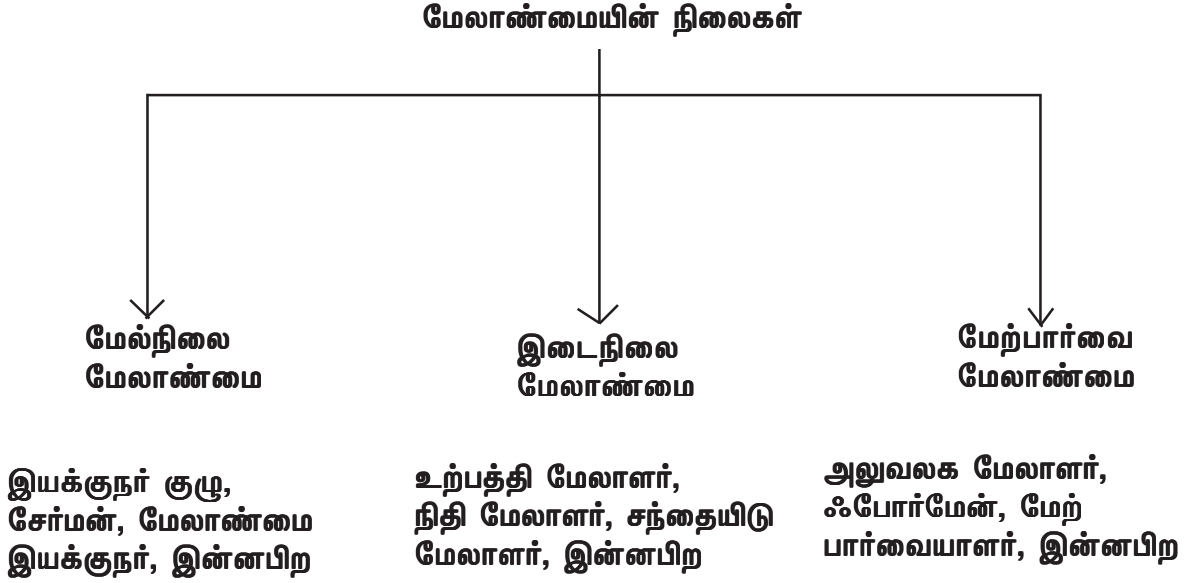 மேலாண்மையின் நிலைகள்
மேல்நிலை
மேலாண்மை
இடைநிலை
மேலாண்மை
மேற்பார்வை
மேலாண்மை
இயக்குநர் குழு,
சேர்மன், மேலாண்மை
இயக்குநர், இன்னபிற
உற்பத்தி மேலாளர்,
நிதி மேலாளர், சந்தையிடு
மேலாளர், இன்னபிற
அலுவலக மேலாளர்,
ஃபோர்மேன், மேற்
பார்வையாளர், இன்னபிற